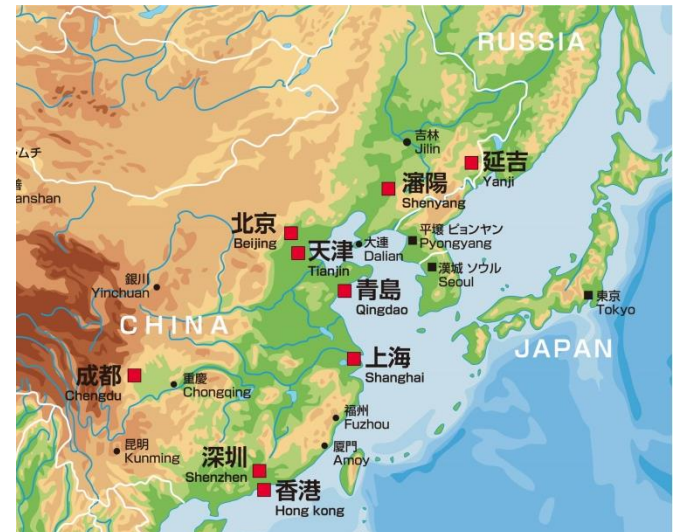 RUSSIA
吉林
Jilin
延吉
Yanji
ムチ
瀋陽
Shenyang
anshan
北京
Beijing
平壌 ピョンヤン
Pyongyang
大連
Dalian
天津
Tianjin
漢城 ソウル
Seoul
銀川
Yinchuan
青島
Qingdao
東京
Tokyo
CHINA
JAPAN
上海
Shanghai
成都
Chengdu
重慶
Chongqing
福州
Fuzhou
昆明
Kunming
厦門
Amoy
深圳
Shenzhen
香港
Hong kong